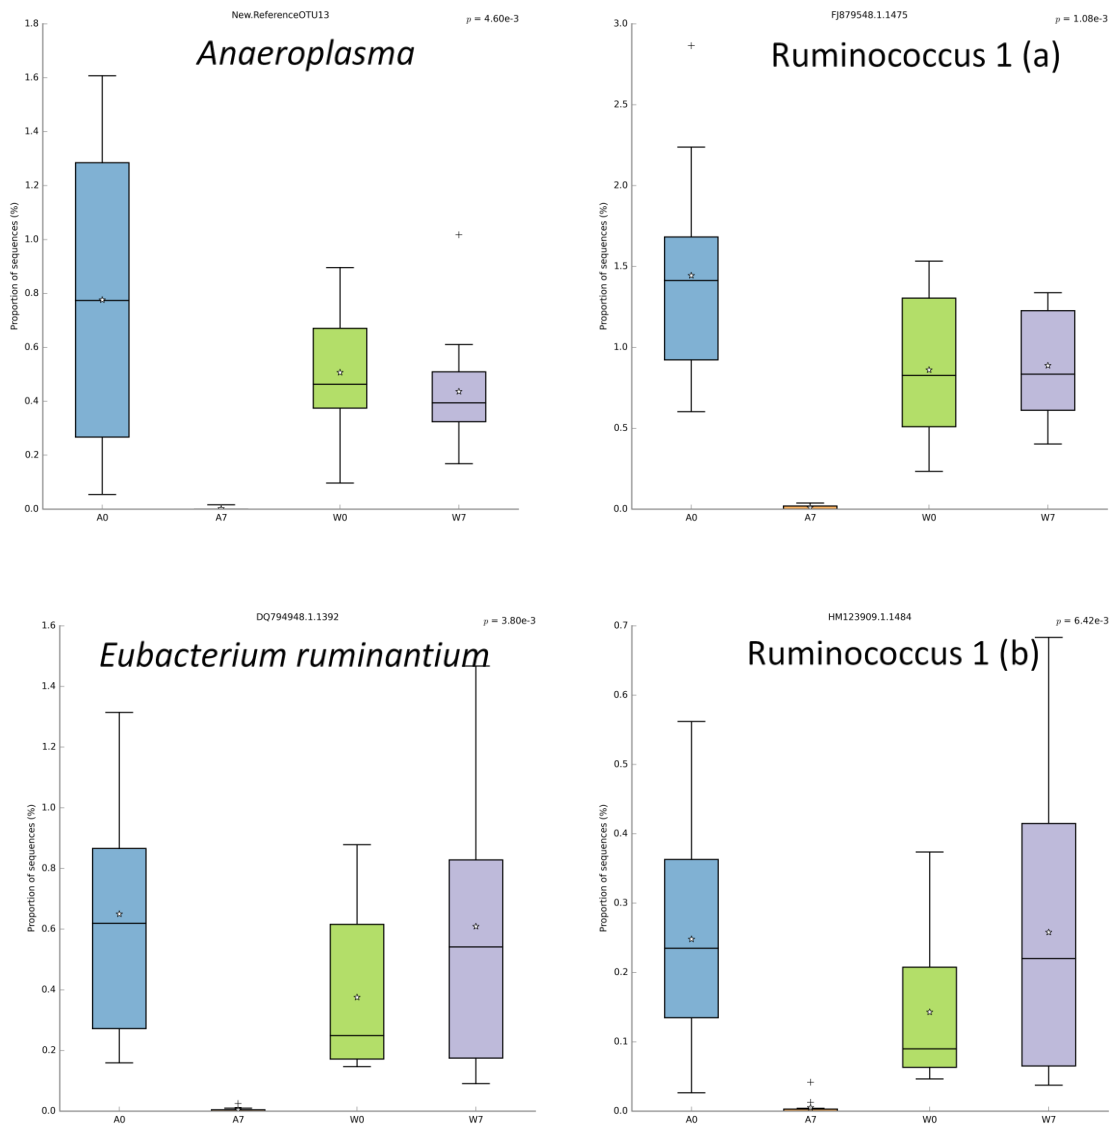 New.ReferenceOTU13
p = 4.60e-3
Anaeroplasma
Proportion of sequences (%)
1.8
1.6
1.4
1.2
1.0
0.8
0.6
0.4
0.2
0.0
A0 A7 W0 W7
FJ879548.1.1475
p = 1.08e-3
Ruminococcus 1 (a)
Proportion of sequences (%)
3.0
2.5
2.0
1.5
1.0
0.5
0.0
A0 A7 W0 W7
DQ794948.1.1392
p = 3.80e-3
Eubacterium ruminantium
Proportion of sequences (%)
1.6
1.4
1.2
1.0
0.8
0.6
0.4
0.2
0.0
A0 A7 W0 W7
HM123909.1.1484
p = 6.42e-3
Ruminococcus 1 (b)
Proportion of sequences (%)
0.7
0.6
0.5
0.4
0.3
0.2
0.1
0.0
A0 A7 W0 W7